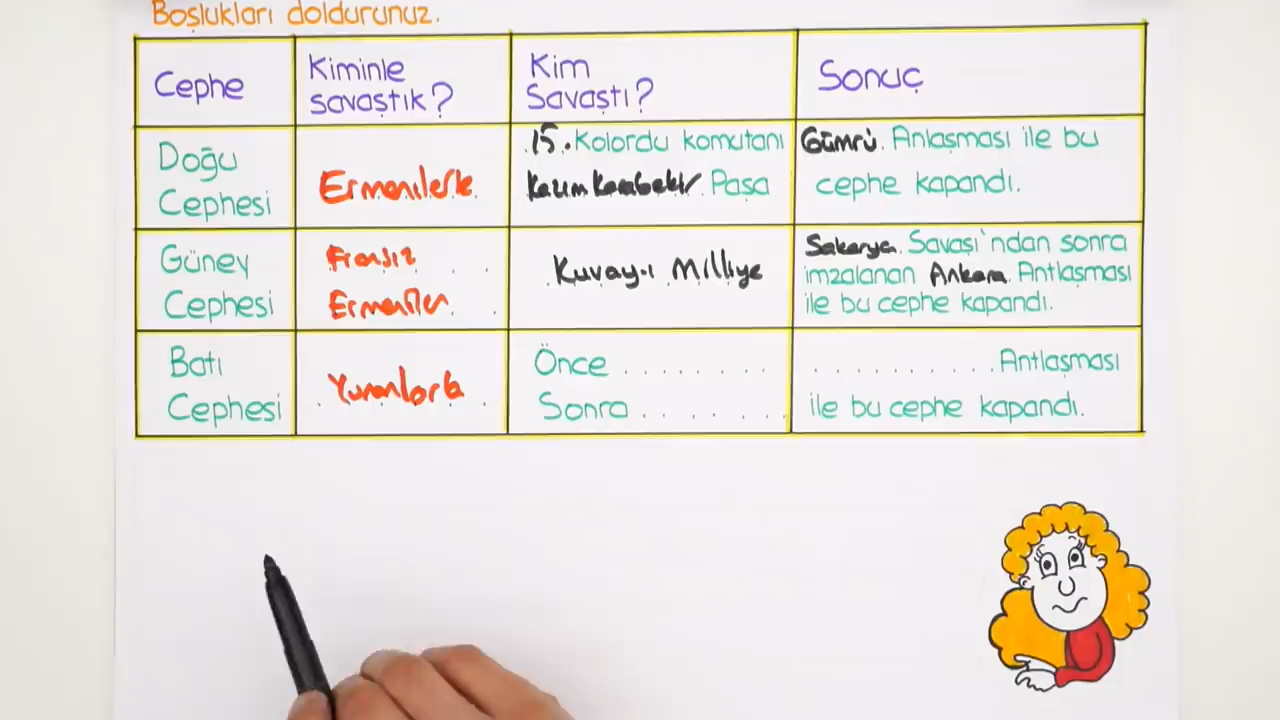 Boşlukları doldurunuz.
Cephe
Kiminle
savaştık?
Kim
Savaştı?
Sonuç
Doğu
Cephesi
Ermenilerle
15. Kolordu komutanı
Kazım Karabekir Paşa
Gümrü. Anlaşması ile bu
cephe kapandı.
Güney
Cephesi
Fransız
Ermeniler
Kuvay-ı Milliye
Sakarya. Savaşı'ndan sonra
imzalanan Ankara. Antlaşması
ile bu cephe kapandı.
Batı
Cephesi
Yunanlarla
Önce ........
Sonra .......
.......... Antlaşması
ile bu cephe kapandı.